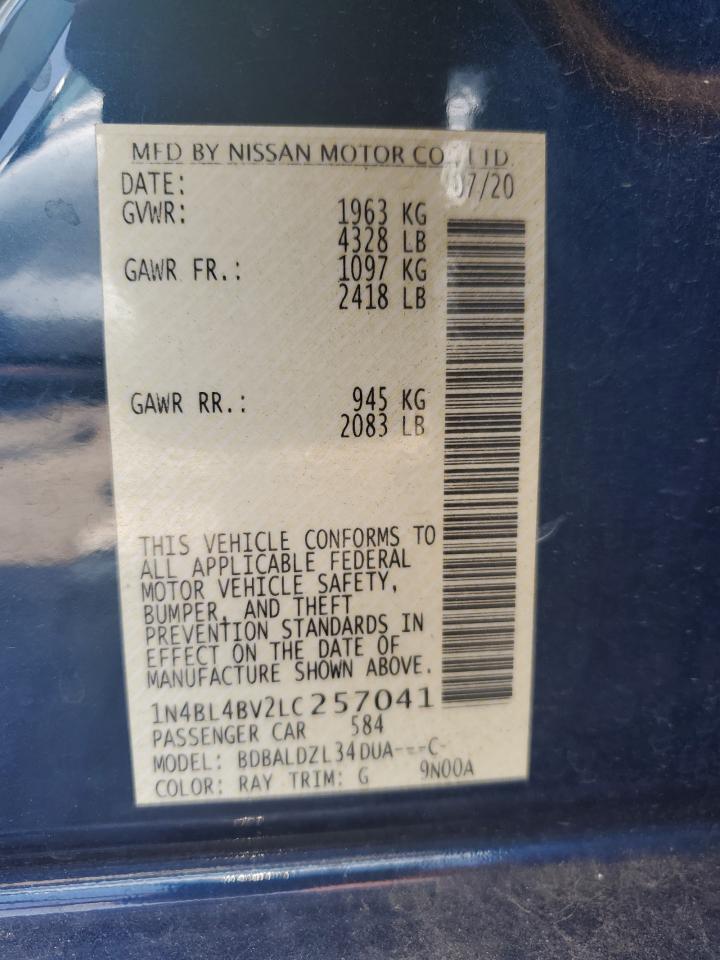 MFD BY NISSAN MOTOR CO., LTD.
DATE: 07/20
GVWR: 1963 KG
4328 LB
GAWR FR.: 1097 KG
2418 LB
GAWR RR.: 945 KG
2083 LB
THIS VEHICLE CONFORMS TO
ALL APPLICABLE FEDERAL
MOTOR VEHICLE SAFETY,
BUMPER, AND THEFT
PREVENTION STANDARDS IN
EFFECT ON THE DATE OF
MANUFACTURE SHOWN ABOVE.
1N4BL4BV2LC257041
PASSENGER CAR 584
MODEL: BDBALDZL34DUA---C-
COLOR: RAY TRIM: G 9N00A